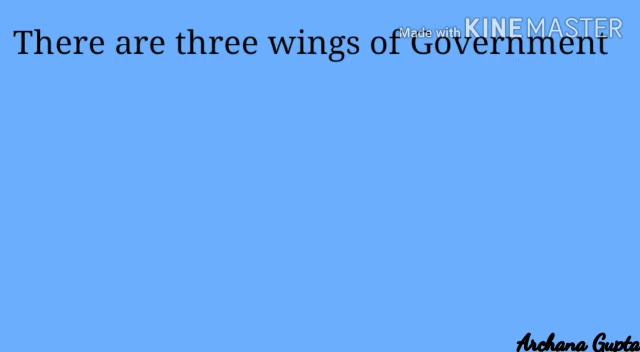 There are three wings of Government
Made with KINEMASTER
Archana Gupta